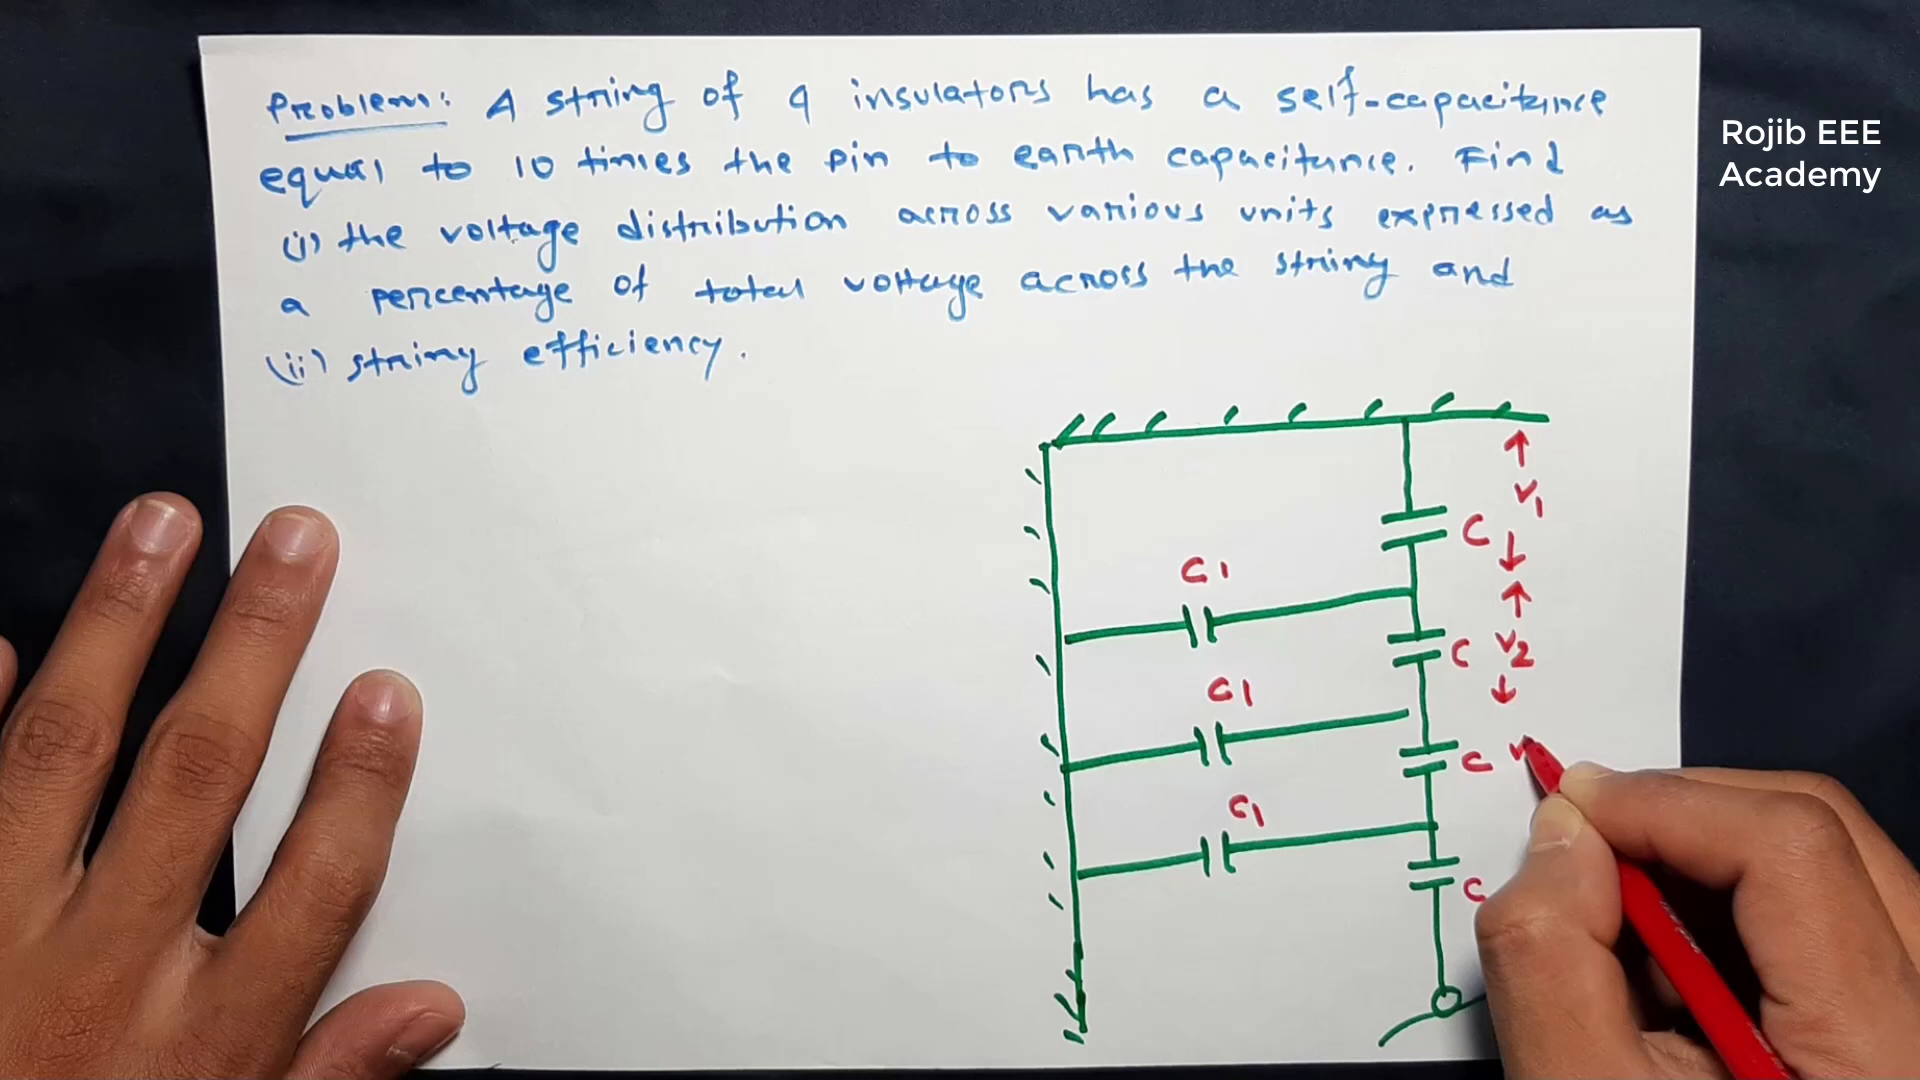 Problem: A string of 4 insulators has a self-capacitance
equal to 10 times the pin to earth capacitance. Find
(i) the voltage distribution across various units expressed as
a percentage of total voltage across the string and
(ii) string efficiency.
Rojib EEE
Academy
V1
C
C1
C V2
C1
C V
C1
C